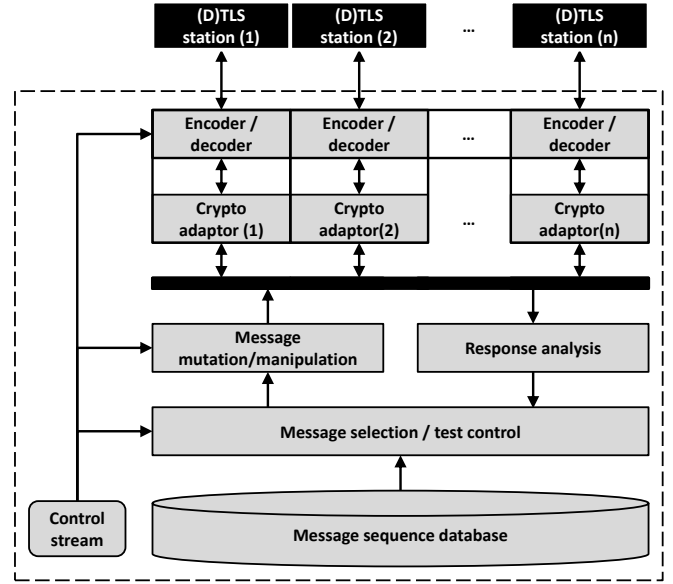 (D)TLS
station (1)
(D)TLS
station (2)
...
(D)TLS
station (n)
Encoder /
decoder
Encoder /
decoder
...
Encoder /
decoder
Crypto
adaptor (1)
Crypto
adaptor(2)
...
Crypto
adaptor(n)
Message
mutation/manipulation
Response analysis
Message selection / test control
Control
stream
Message sequence database